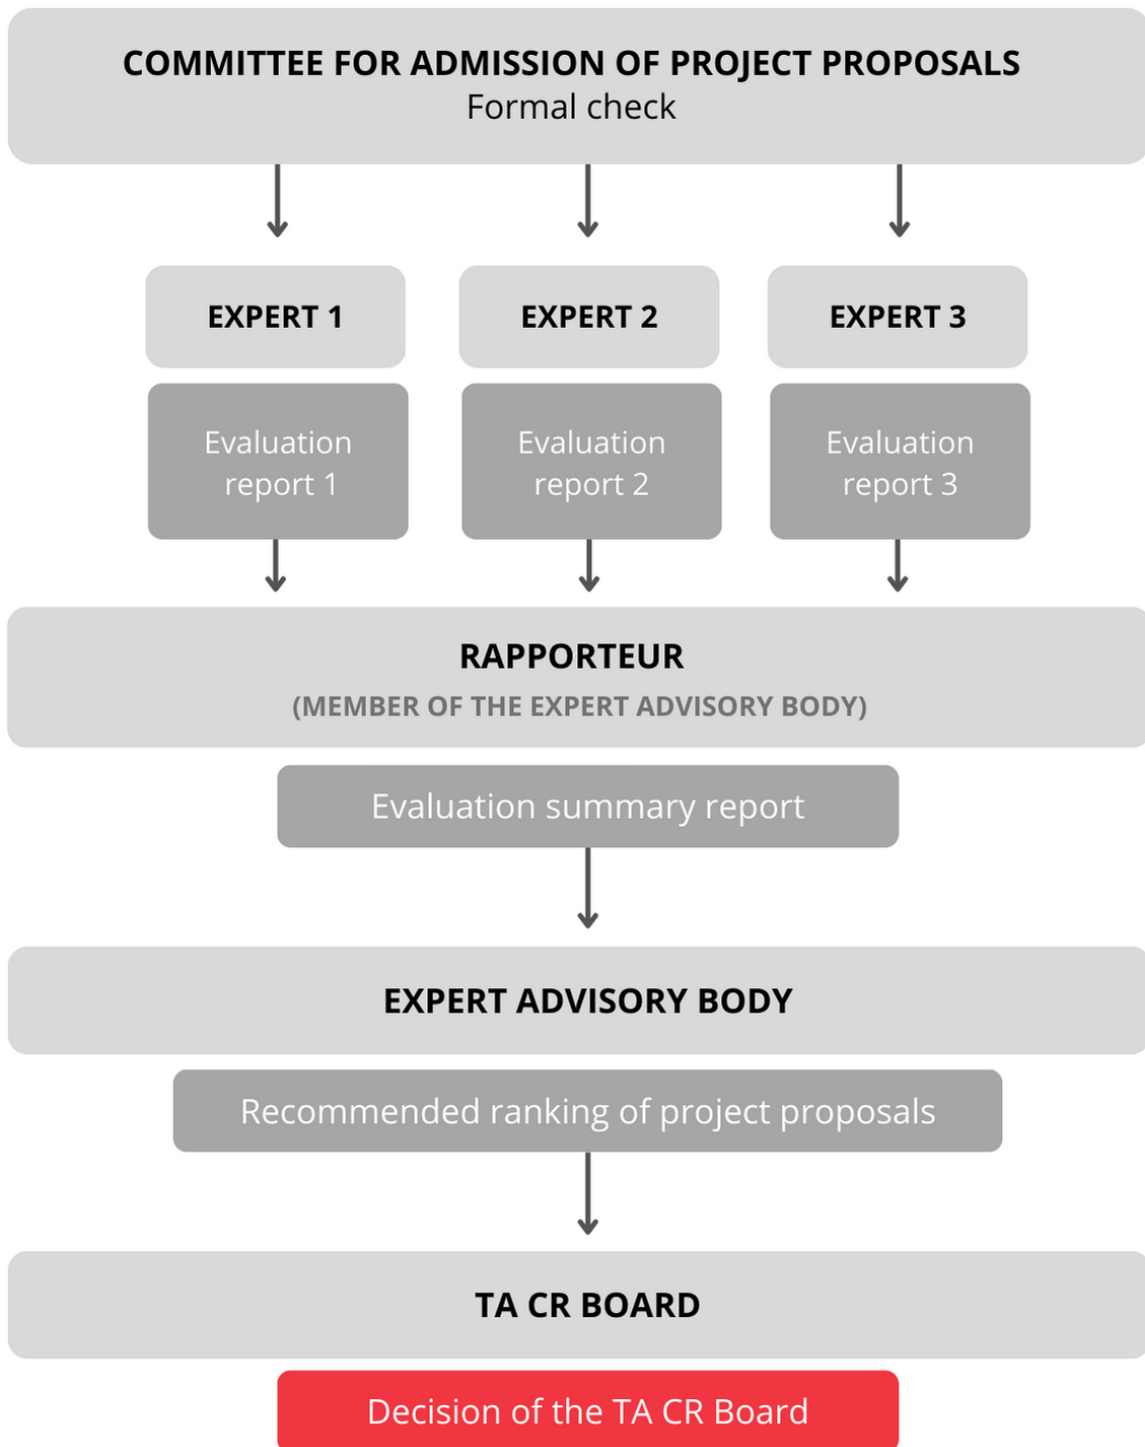 COMMITTEE FOR ADMISSION OF PROJECT PROPOSALS
Formal check
EXPERT 1
EXPERT 2
EXPERT 3
Evaluation
report 1
Evaluation
report 2
Evaluation
report 3
RAPPORTEUR
(MEMBER OF THE EXPERT ADVISORY BODY)
Evaluation summary report
EXPERT ADVISORY BODY
Recommended ranking of project proposals
TA CR BOARD
Decision of the TA CR Board